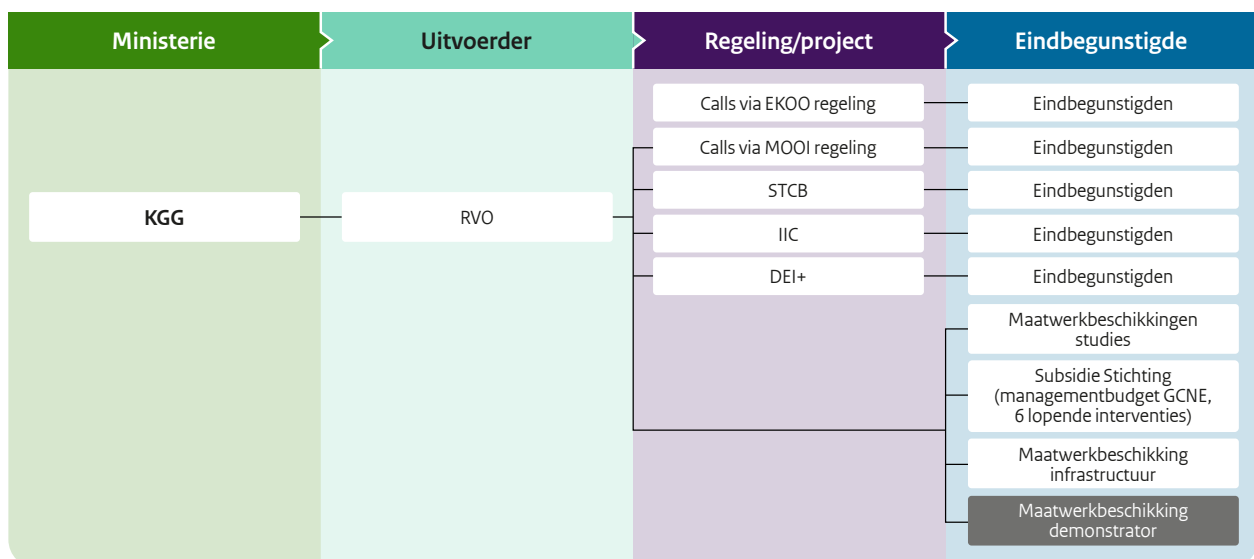 Ministerie
Uitvoerder
Regeling/project
Eindbegunstigde
Calls via EKOO regeling
Eindbegunstigden
Calls via MOOI regeling
Eindbegunstigden
STCB
Eindbegunstigden
KGG
RVO
IIC
Eindbegunstigden
DEI+
Eindbegunstigden
Maatwerkbeschikkingen
studies
Subsidie Stichting
(managementbudget GCNE,
6 lopende interventies)
Maatwerkbeschikking
infrastructuur
Maatwerkbeschikking
demonstrator